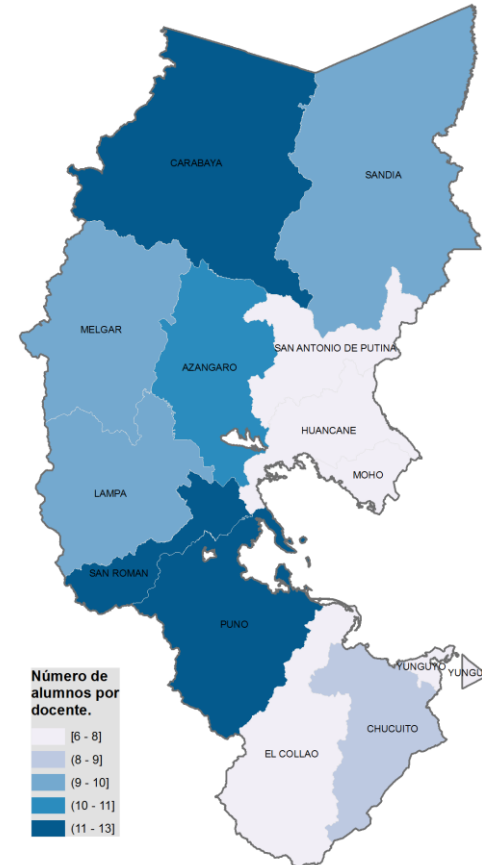 CARABAYA
SANDIA
MELGAR
SAN ANTONIO DE PUTINA
AZANGARO
HUANCANE
MOHO
LAMPA
SAN ROMAN
PUNO
YUNGUYO
YUNGU
CHUCUITO
EL COLLAO
Número de
alumnos por
docente.
[6 - 8]
(8 - 9]
(9 - 10]
(10 - 11]
(11 - 13]